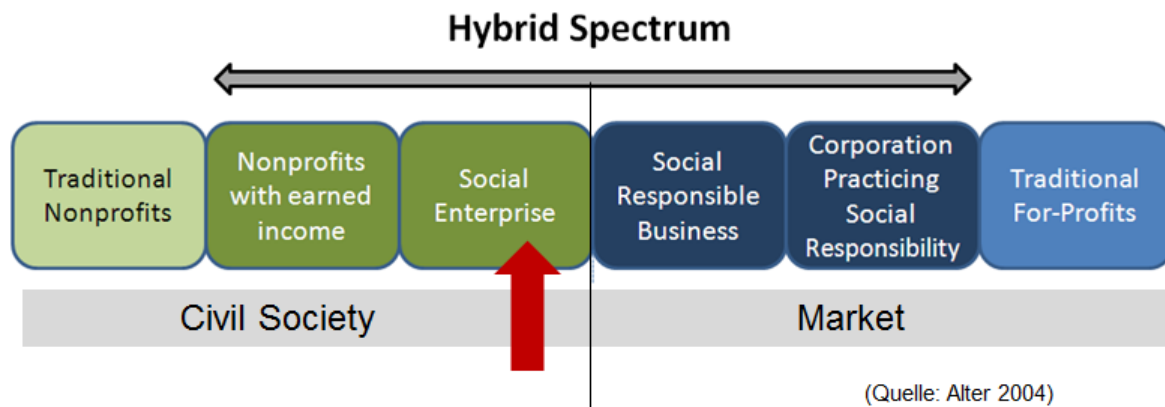 Hybrid Spectrum
Traditional
Nonprofits
Nonprofits
with earned
income
Social
Enterprise
Social
Responsible
Business
Corporation
Practicing
Social
Responsibility
Traditional
For-Profits
Civil Society
Market
(Quelle: Alter 2004)